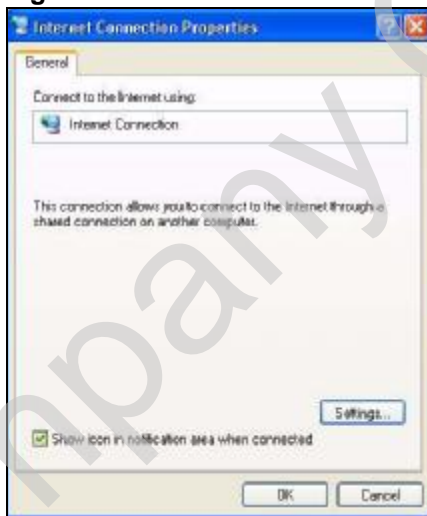 Internet Connection Properties
General
Connect to the Internet using:
Internet Connection
This connection allows you to connect to the Internet through a
shared connection on another computer.
Settings...
Show icon in notification area when connected
OK
Cancel